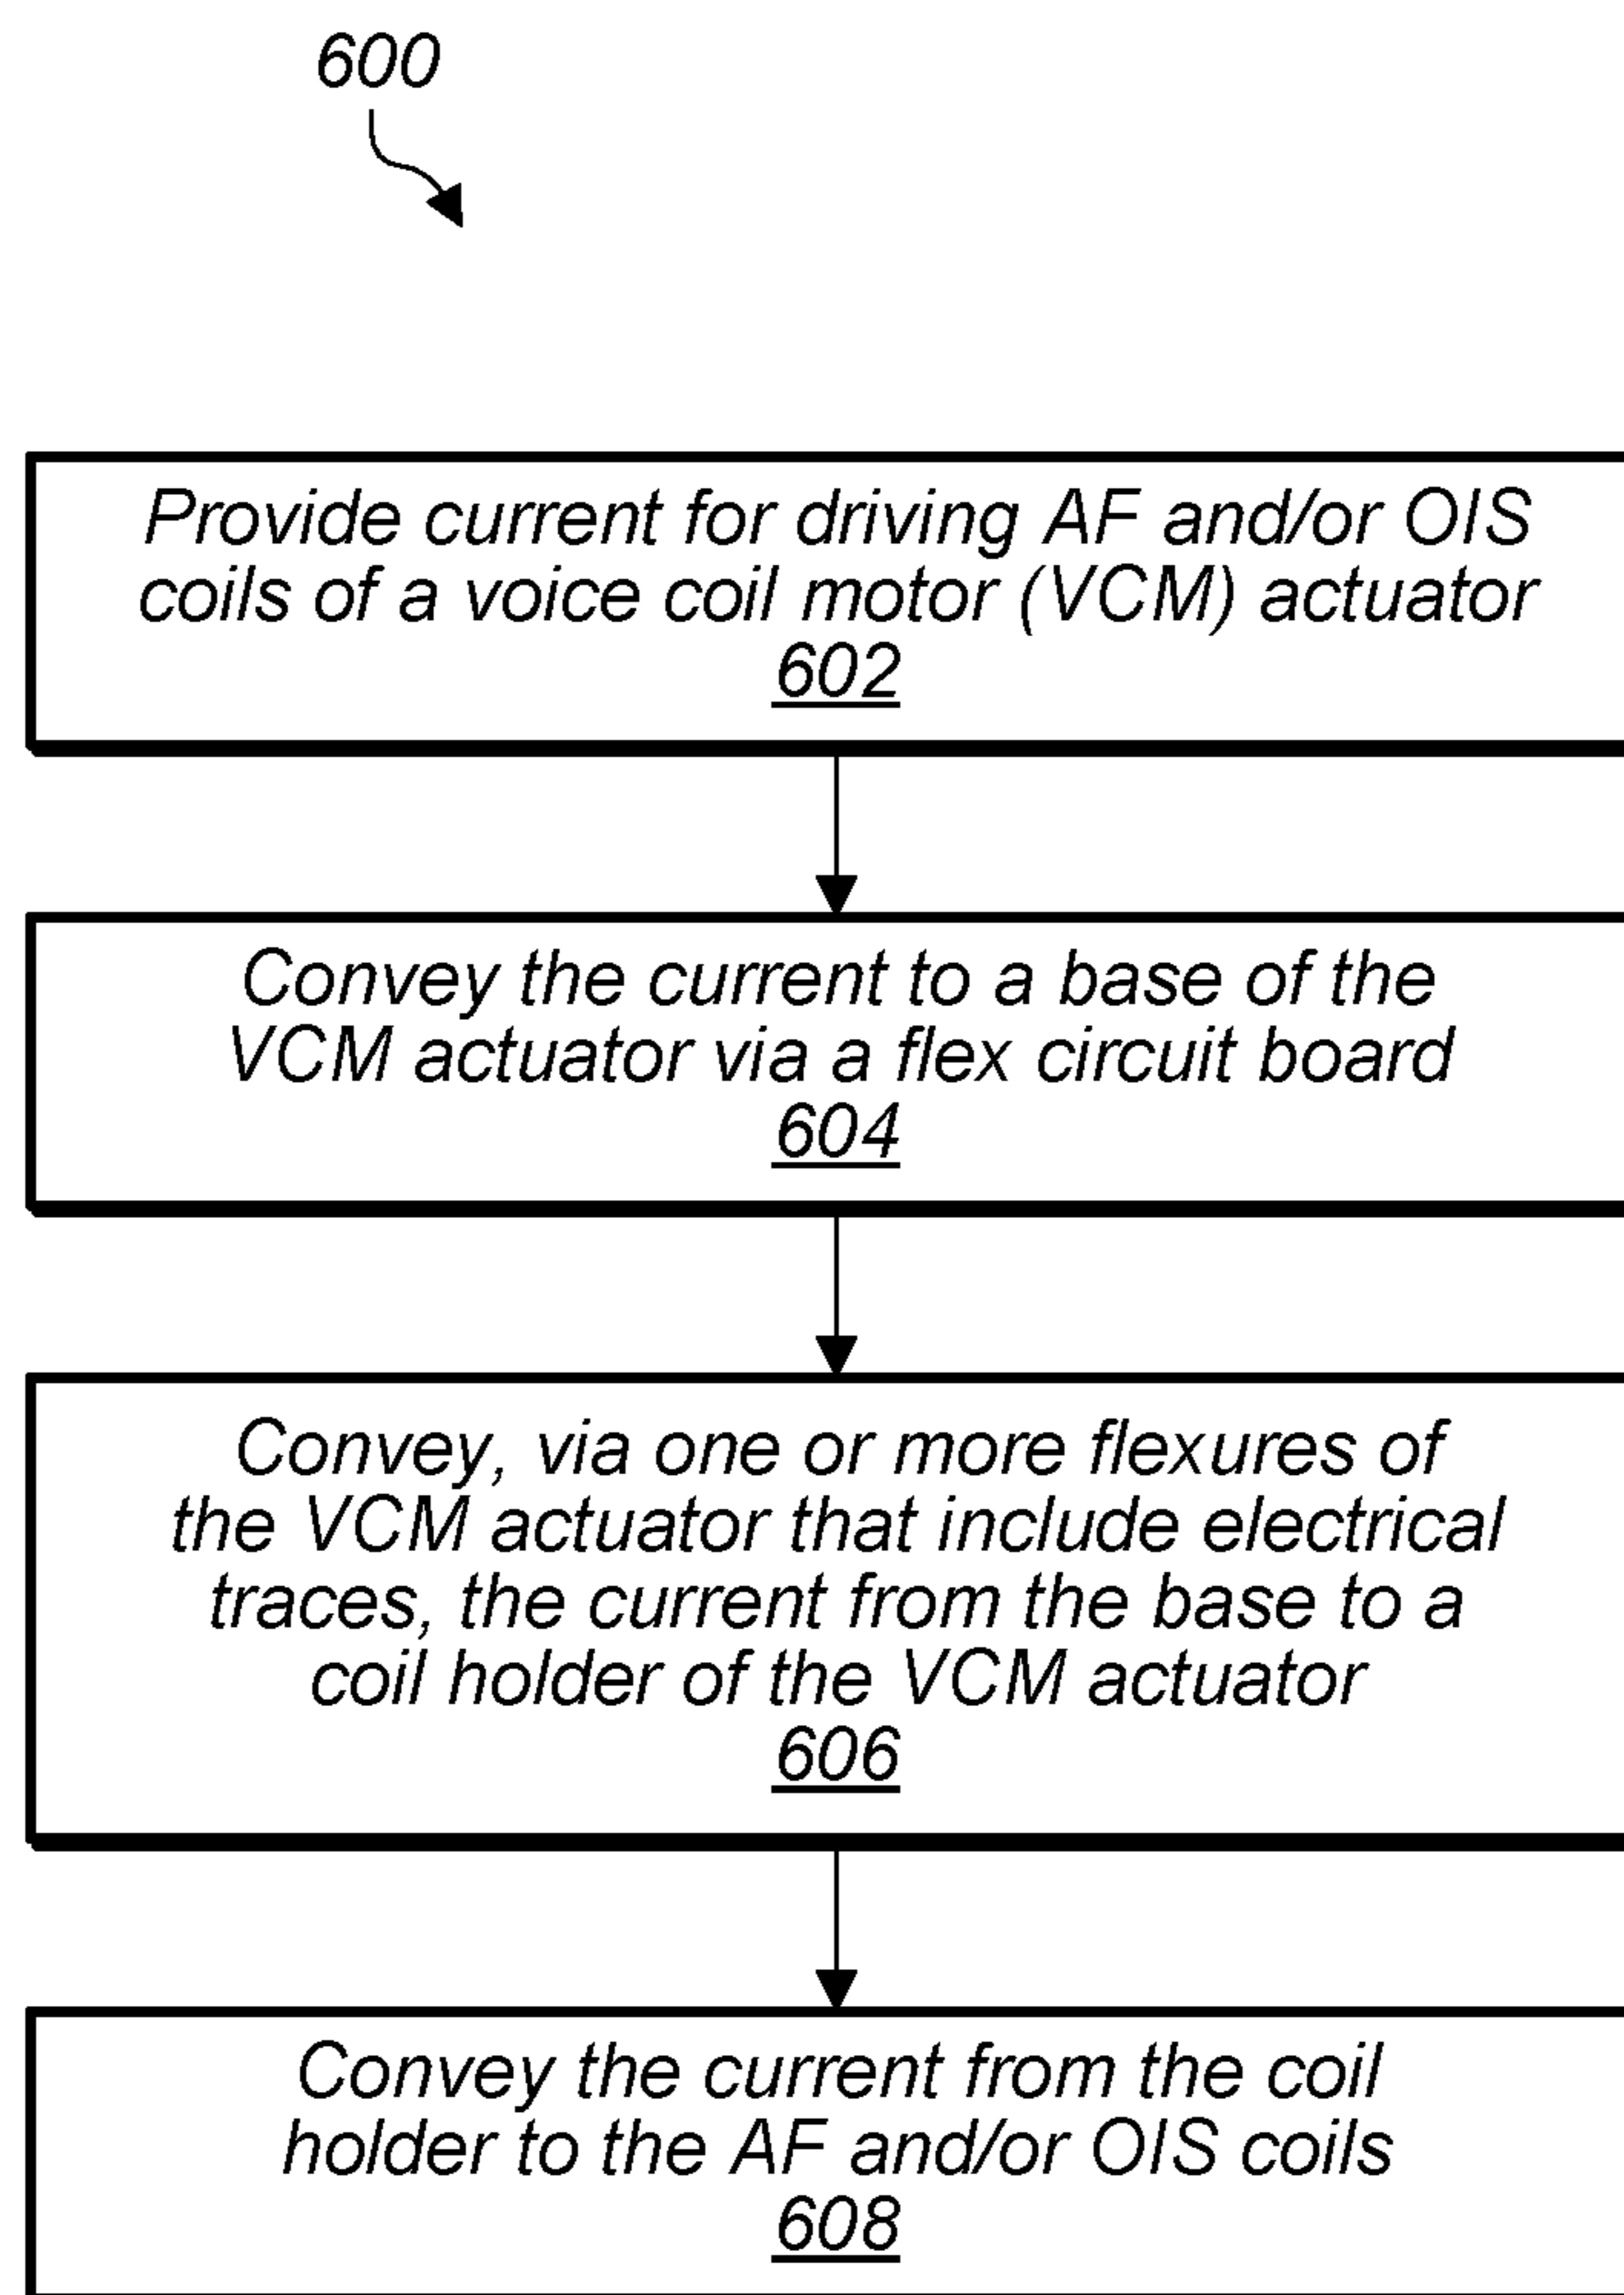 600
Provide current for driving AF and/or OIS
coils of a voice coil motor (VCM) actuator
602
Convey the current to a base of the
VCM actuator via a flex circuit board
604
Convey, via one or more flexures of
the VCM actuator that include electrical
traces, the current from the base to a
coil holder of the VCM actuator
606
Convey the current from the coil
holder to the AF and/or OIS coils
608